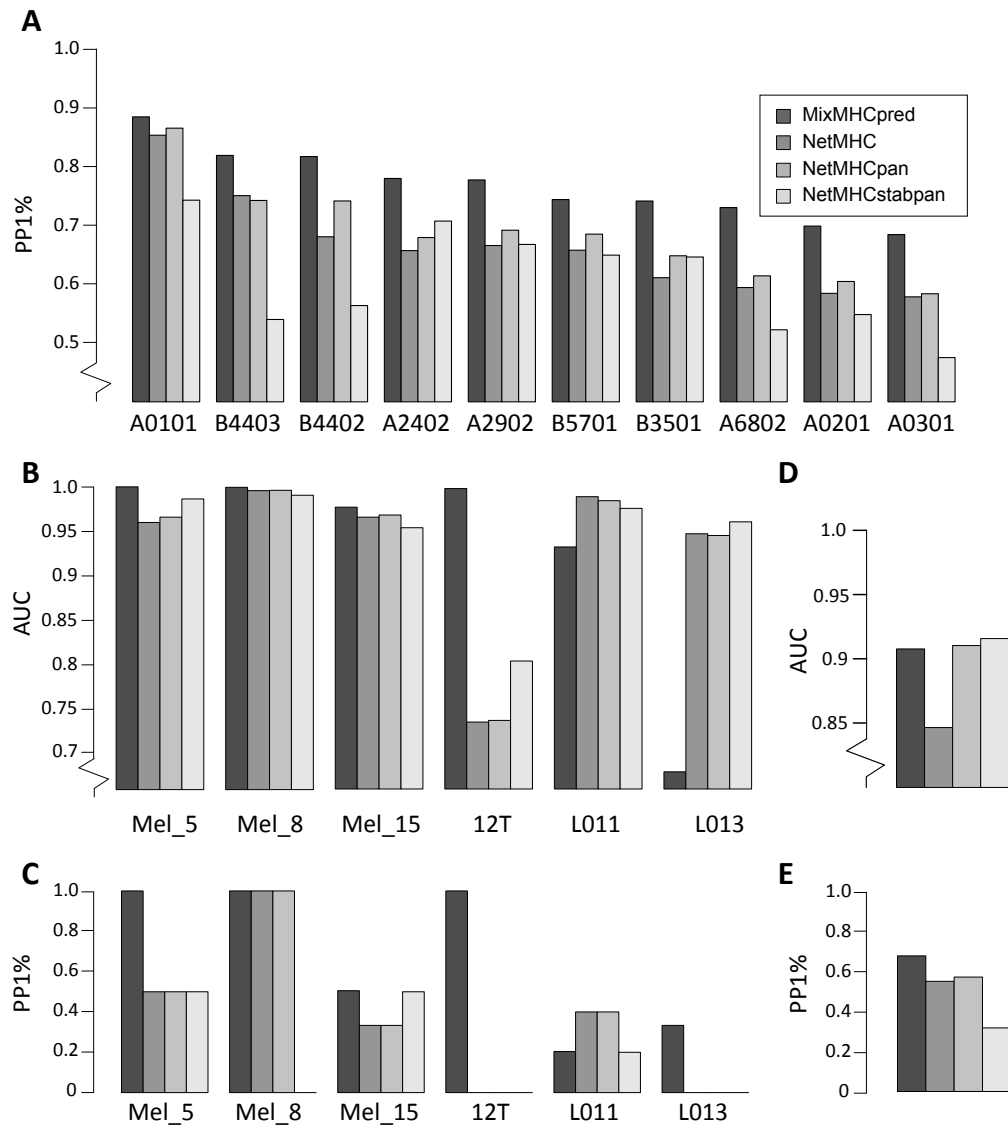 A
1.0
0.9
0.8
0.7
0.6
0.5
PP1%
MixMHCpred
NetMHC
NetMHCpan
NetMHCstabpan
A0101 B4403 B4402 A2402 A2902 B5701 B3501 A6802 A0201 A0301
B
1.0
0.95
0.9
0.85
0.8
0.75
0.7
AUC
Mel_5 Mel_8 Mel_15 12T L011 L013
D
1.0
0.95
0.9
0.85
AUC
C
1.0
0.8
0.6
0.4
0.2
0
PP1%
Mel_5 Mel_8 Mel_15 12T L011 L013
E
1.0
0.8
0.6
0.4
0.2
0
PP1%